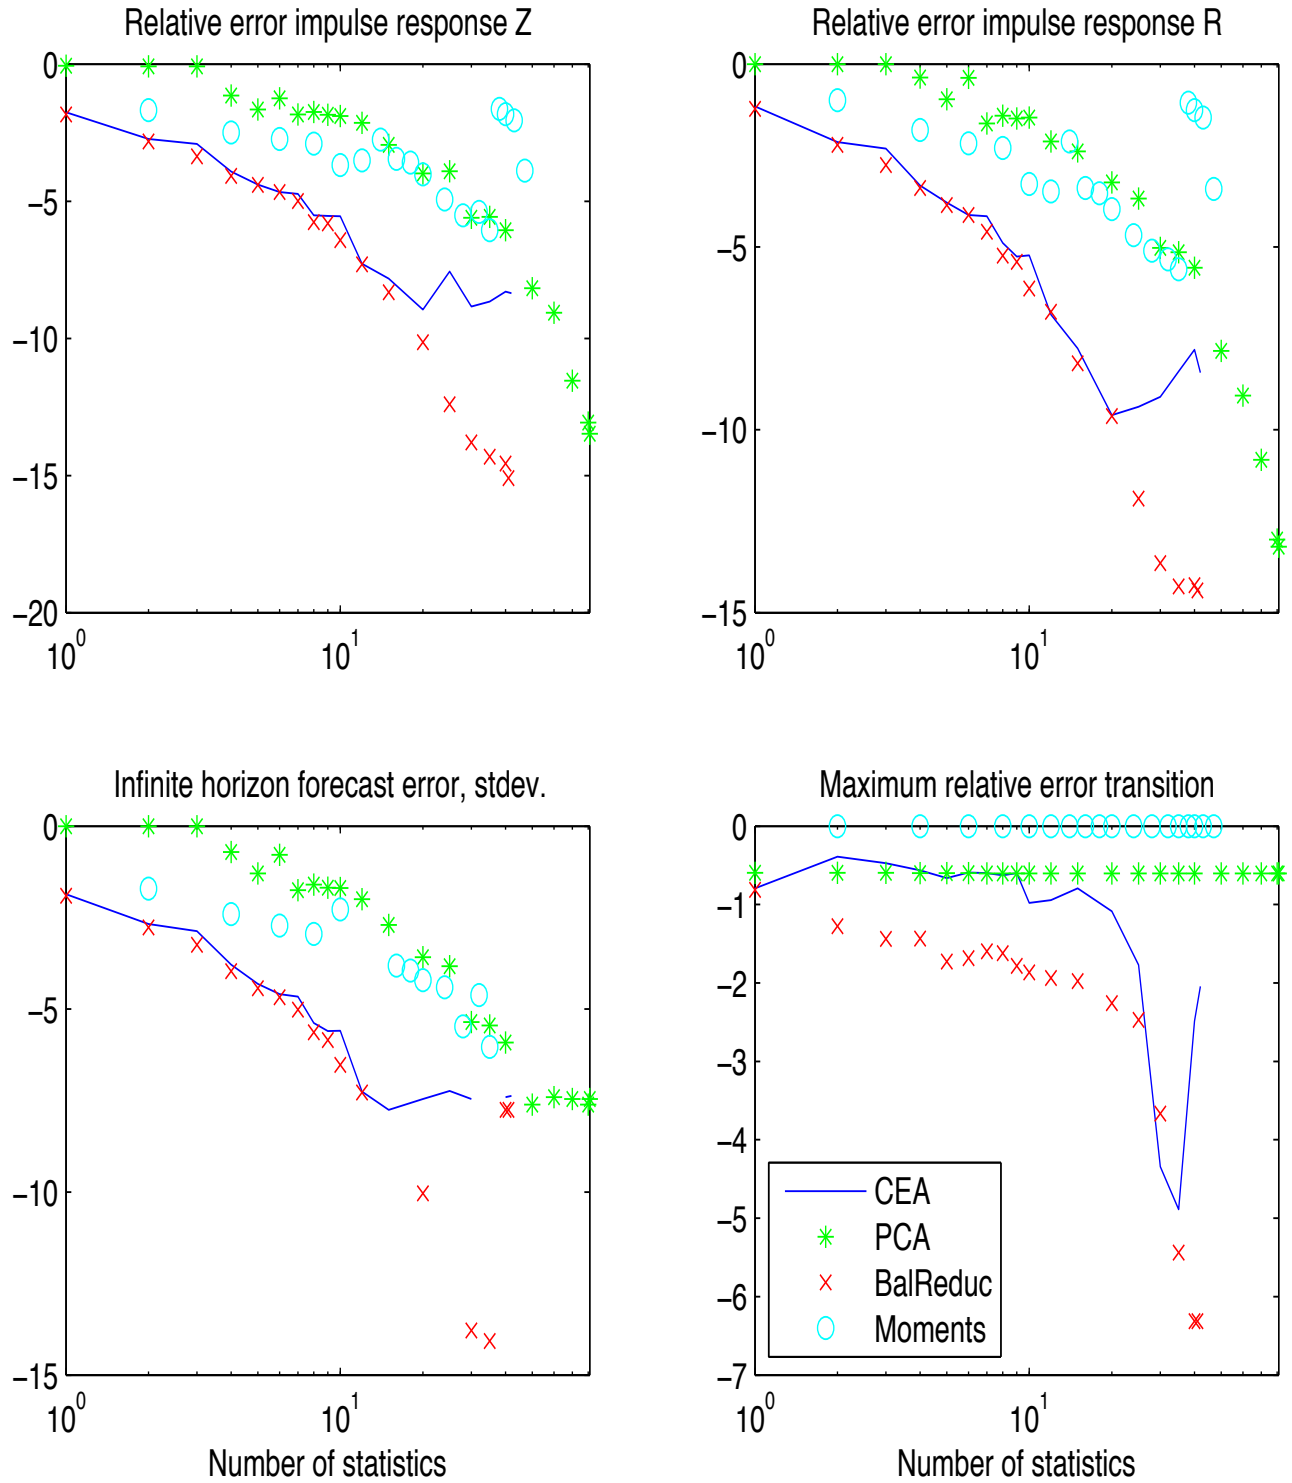 Relative error impulse response Z
0
−5
−10
−15
−20
10^0
10^1
Relative error impulse response R
0
−5
−10
−15
10^0
10^1
Infinite horizon forecast error, stdev.
0
−5
−10
−15
10^0
10^1
Number of statistics
Maximum relative error transition
0
−1
−2
−3
−4
−5
−6
−7
10^0
10^1
CEA
PCA
BalReduc
Moments
Number of statistics